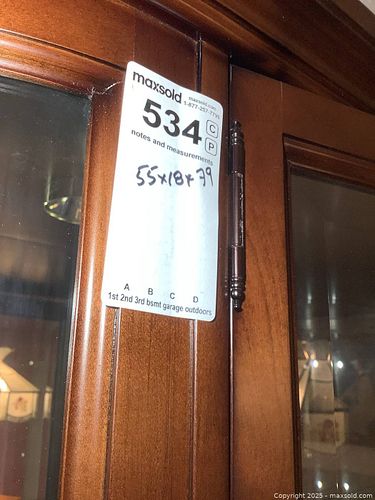 maxsold
maxsold.com
1-877-257-7795
534
C
P
notes and measurements
55x18x79
A B C D
1st 2nd 3rd bsmt garage outdoors
Copyright 2025 - maxsold.com